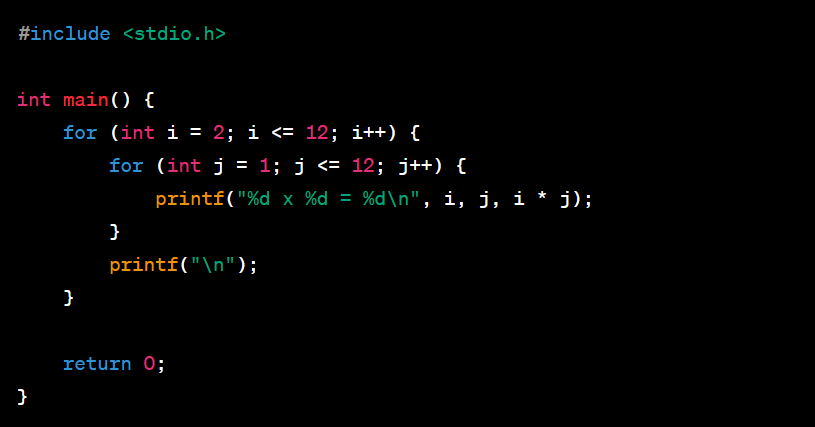 #include <stdio.h>
int main() {
    for (int i = 2; i <= 12; i++) {
        for (int j = 1; j <= 12; j++) {
            printf("%d x %d = %d\n", i, j, i * j);
        }
        printf("\n");
    }
    return 0;
}